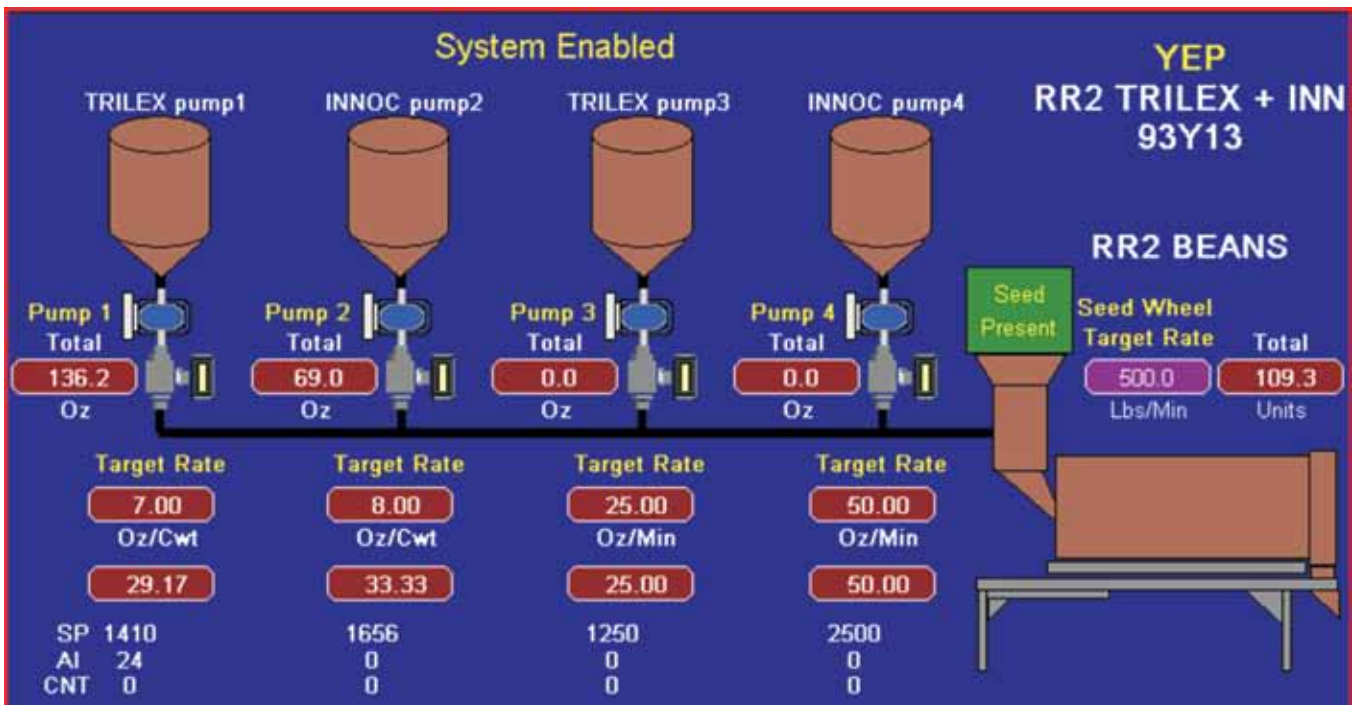 System Enabled
YEP
RR2 TRILEX + INN
93Y13
TRILEX pump1 INNOC pump2 TRILEX pump3 INNOC pump4
RR2 BEANS
Seed Present
Seed Wheel
Target Rate Total
500.0 109.3
Lbs/Min Units
Pump 1 Pump 2 Pump 3 Pump 4
Total Total Total Total
136.2 69.0 0.0 0.0
Oz Oz Oz Oz
Target Rate Target Rate Target Rate Target Rate
7.00 8.00 25.00 50.00
Oz/Cwt Oz/Cwt Oz/Min Oz/Min
29.17 33.33 25.00 50.00
SP 1410 1656 1250 2500
AI 24 0 0 0
CNT 0 0 0 0